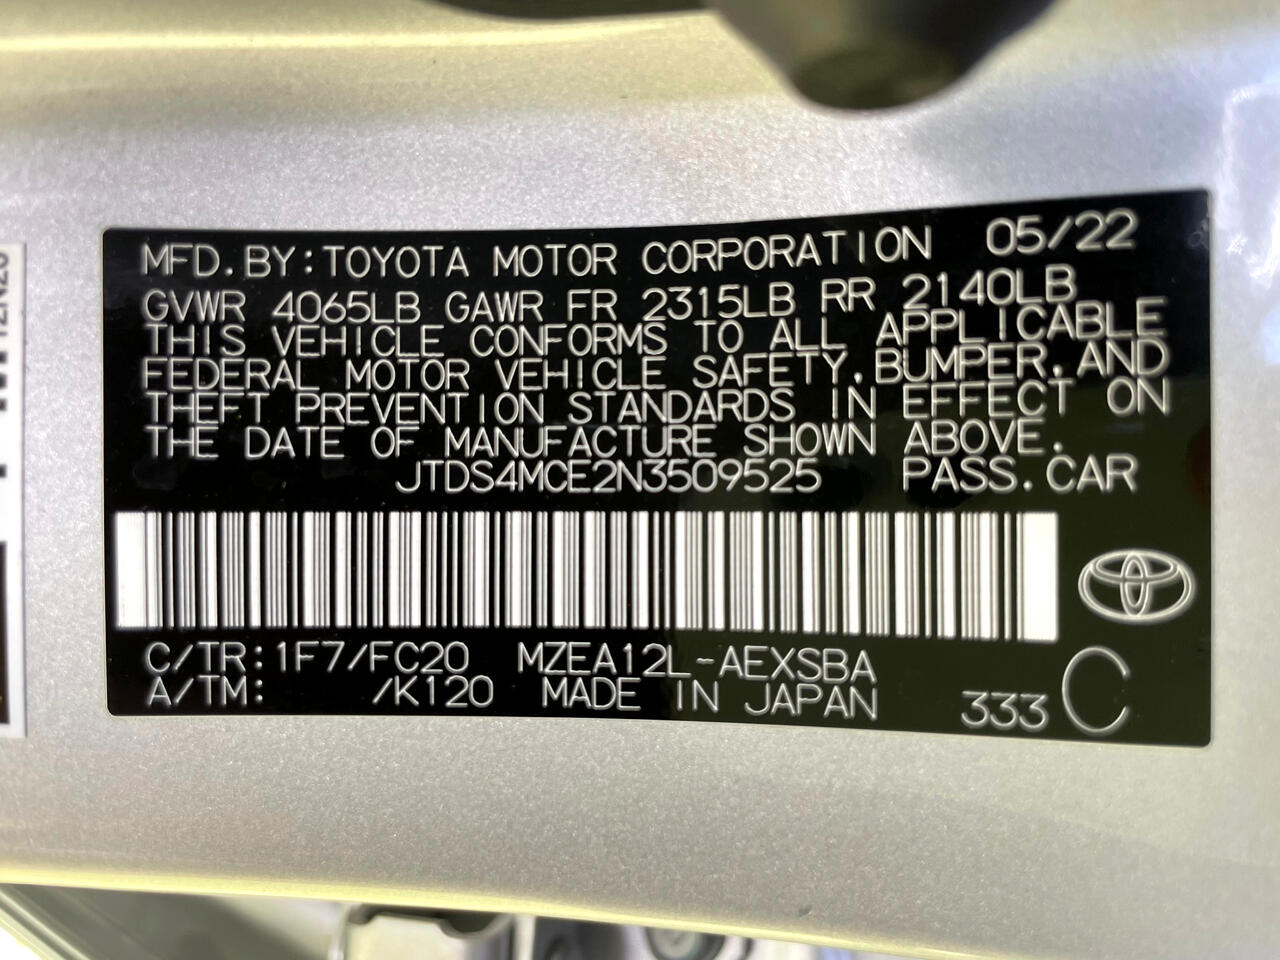 MFD.BY:TOYOTA MOTOR CORPORATION 05/22
GVWR 4065LB GAWR FR 2315LB RR 2140LB
THIS VEHICLE CONFORMS TO ALL APPLICABLE
FEDERAL MOTOR VEHICLE SAFETY,BUMPER,AND
THEFT PREVENTION STANDARDS IN EFFECT ON
THE DATE OF MANUFACTURE SHOWN ABOVE.
JTDS4MCE2N3509525 PASS.CAR
C/TR:1F7/FC20 MZEA12L-AEXSBA
A/TM: /K120 MADE IN JAPAN 333 C